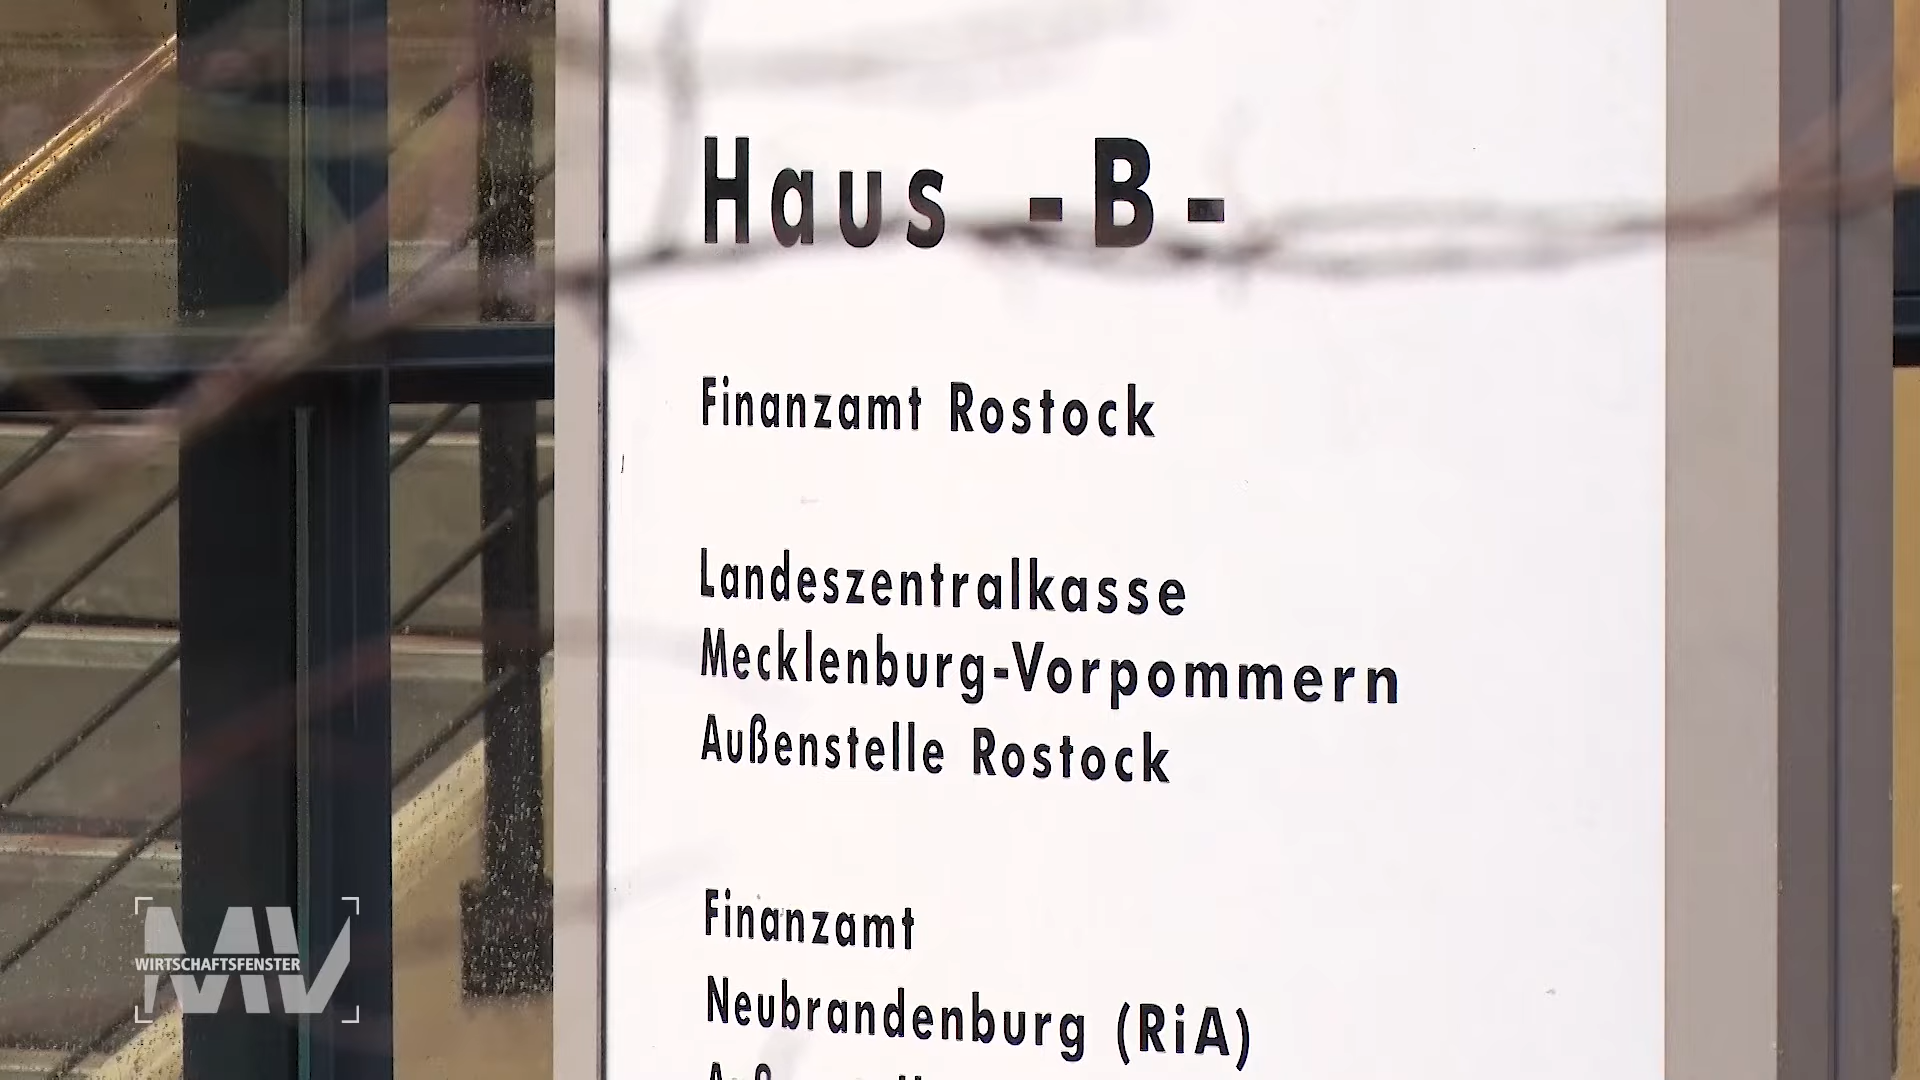 Haus -B-
Finanzamt Rostock
Landeszentralkasse
Mecklenburg-Vorpommern
Außenstelle Rostock
Finanzamt
Neubrandenburg (RiA)
MV
WIRTSCHAFTSFENSTER